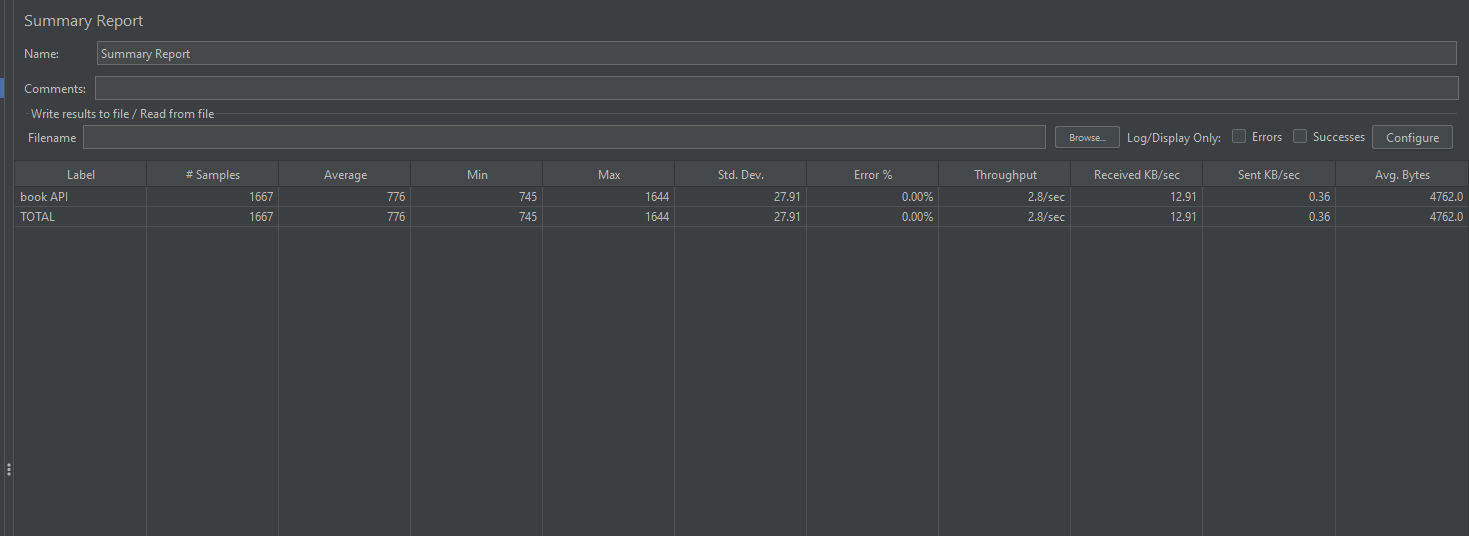 Summary Report
Name: Summary Report
Comments:
Write results to file / Read from file
Filename Browse... Log/Display Only: Errors Successes Configure
Label # Samples Average Min Max Std. Dev. Error % Throughput Received KB/sec Sent KB/sec Avg. Bytes
book API 1667 776 745 1644 27.91 0.00% 2.8/sec 12.91 0.36 4762.0
TOTAL 1667 776 745 1644 27.91 0.00% 2.8/sec 12.91 0.36 4762.0